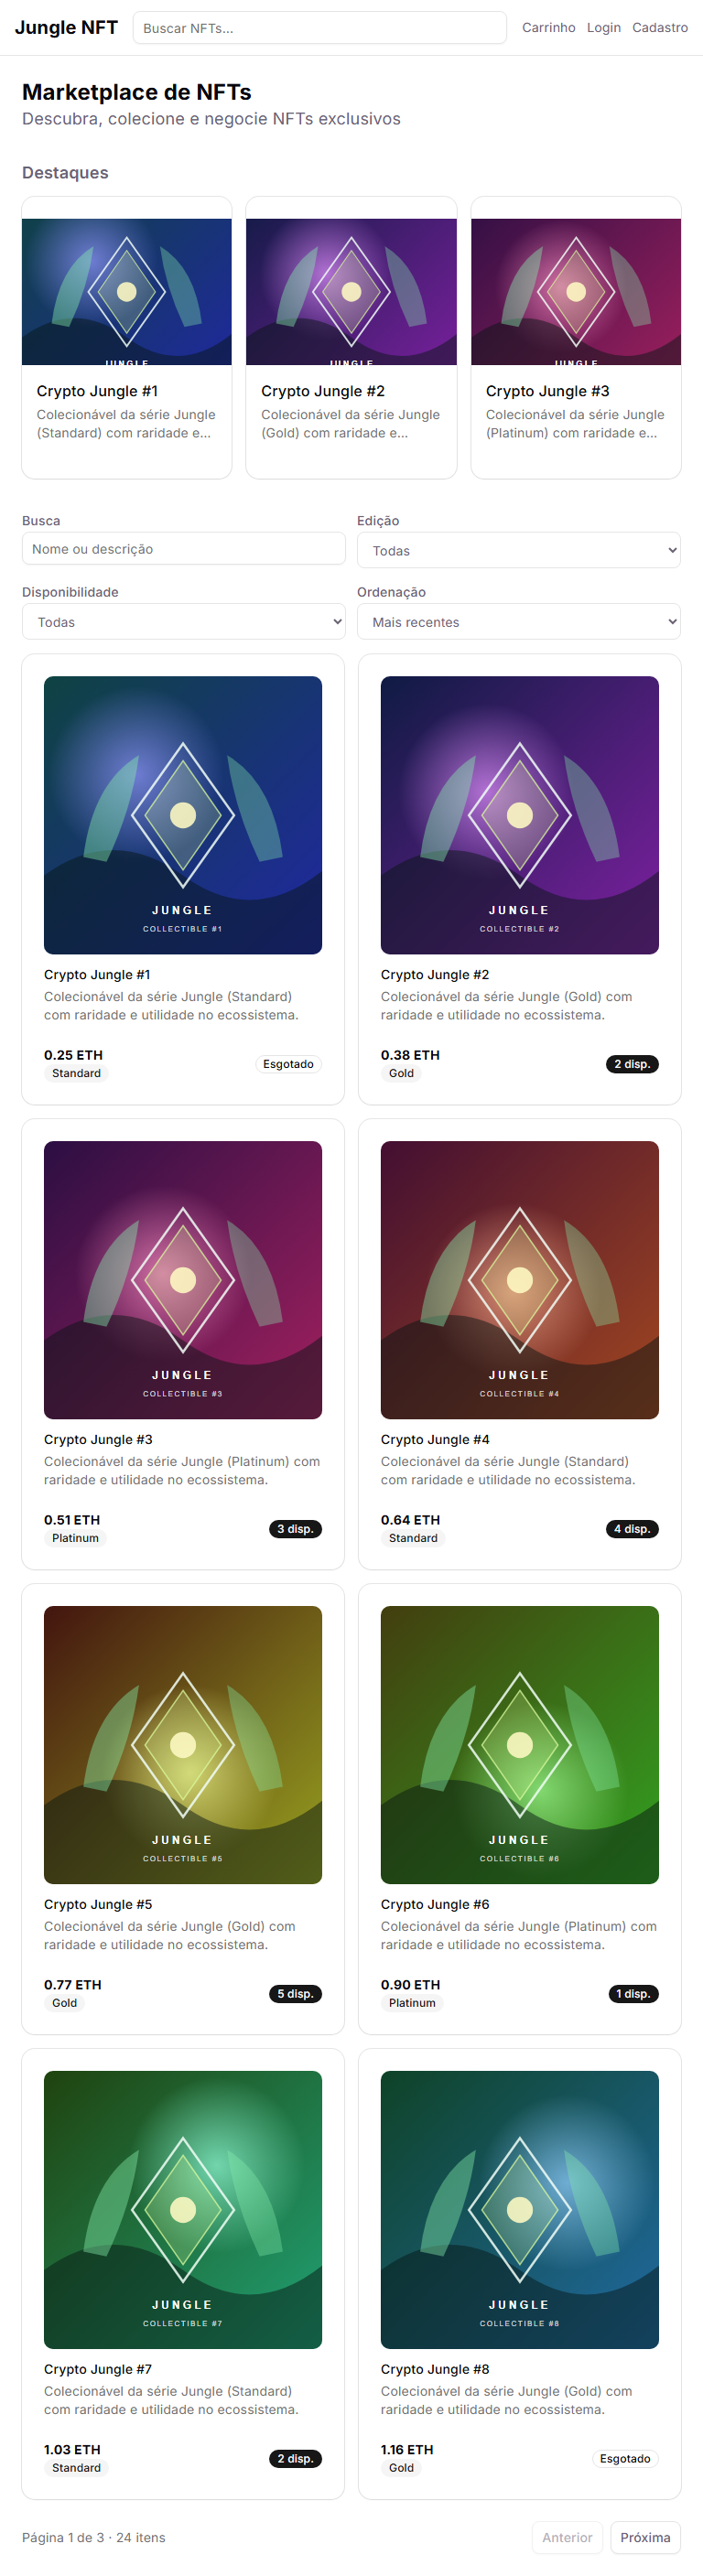 Jungle NFT
Buscar NFTs...
Carrinho Login Cadastro
Marketplace de NFTs
Descubra, colecione e negocie NFTs exclusivos
Destaques
JUNGLE
Crypto Jungle #1
Colecionável da série Jungle
(Standard) com raridade e...
JUNGLE
Crypto Jungle #2
Colecionável da série Jungle
(Gold) com raridade e...
JUNGLE
Crypto Jungle #3
Colecionável da série Jungle
(Platinum) com raridade e...
Busca
Nome ou descrição
Edição
Todas
Disponibilidade
Todas
Ordenação
Mais recentes
JUNGLE
COLLECTIBLE #1
Crypto Jungle #1
Colecionável da série Jungle (Standard)
com raridade e utilidade no ecossistema.
0.25 ETH
Standard
Esgotado
JUNGLE
COLLECTIBLE #2
Crypto Jungle #2
Colecionável da série Jungle (Gold) com
raridade e utilidade no ecossistema.
0.38 ETH
Gold
2 disp.
JUNGLE
COLLECTIBLE #3
Crypto Jungle #3
Colecionável da série Jungle (Platinum) com
raridade e utilidade no ecossistema.
0.51 ETH
Platinum
3 disp.
JUNGLE
COLLECTIBLE #4
Crypto Jungle #4
Colecionável da série Jungle (Standard)
com raridade e utilidade no ecossistema.
0.64 ETH
Standard
4 disp.
JUNGLE
COLLECTIBLE #5
Crypto Jungle #5
Colecionável da série Jungle (Gold) com
raridade e utilidade no ecossistema.
0.77 ETH
Gold
5 disp.
JUNGLE
COLLECTIBLE #6
Crypto Jungle #6
Colecionável da série Jungle (Platinum) com
raridade e utilidade no ecossistema.
0.90 ETH
Platinum
1 disp.
JUNGLE
COLLECTIBLE #7
Crypto Jungle #7
Colecionável da série Jungle (Standard)
com raridade e utilidade no ecossistema.
1.03 ETH
Standard
2 disp.
JUNGLE
COLLECTIBLE #8
Crypto Jungle #8
Colecionável da série Jungle (Gold) com
raridade e utilidade no ecossistema.
1.16 ETH
Gold
Esgotado
Página 1 de 3 · 24 itens
Anterior Próxima